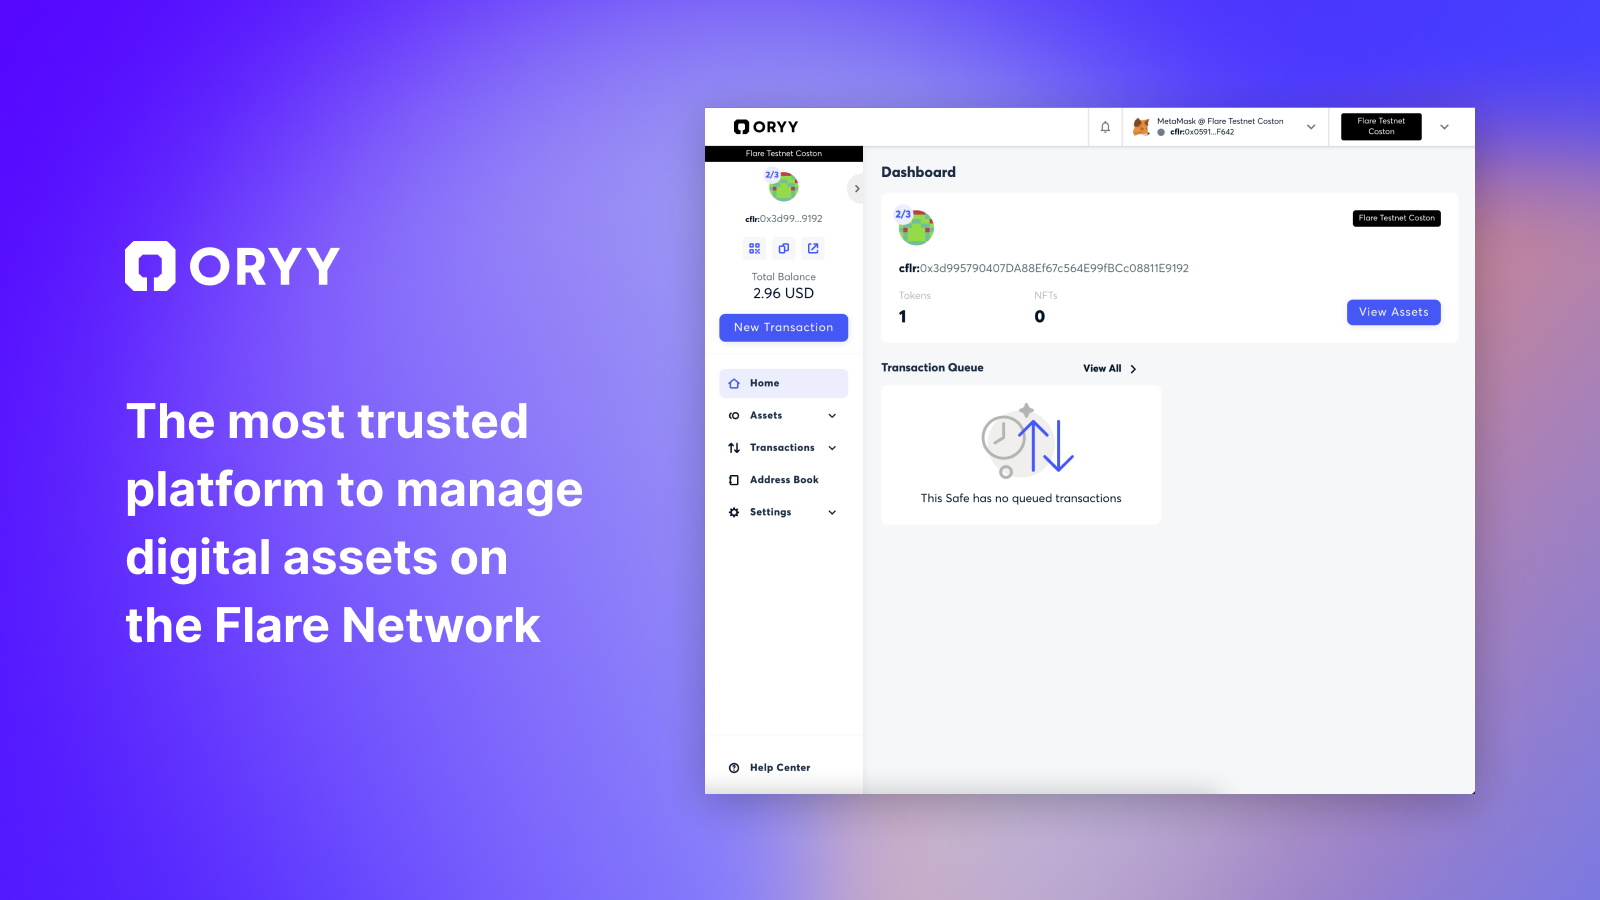 ORYY
The most trusted
platform to manage
digital assets on
the Flare Network
ORYY
MetaMask @ Flare Testnet Coston
cflr:0x0591...F642
Flare Testnet
Coston
Flare Testnet Coston
2/3
cflr:0x3d99...9192
Total Balance
2.96 USD
New Transaction
Home
Assets
Transactions
Address Book
Settings
Help Center
Dashboard
2/3
Flare Testnet Coston
cflr:0x3d995790407DA88Ef67c564E99fBCc08811E9192
Tokens
NFTs
1
0
View Assets
Transaction Queue
View All
This Safe has no queued transactions